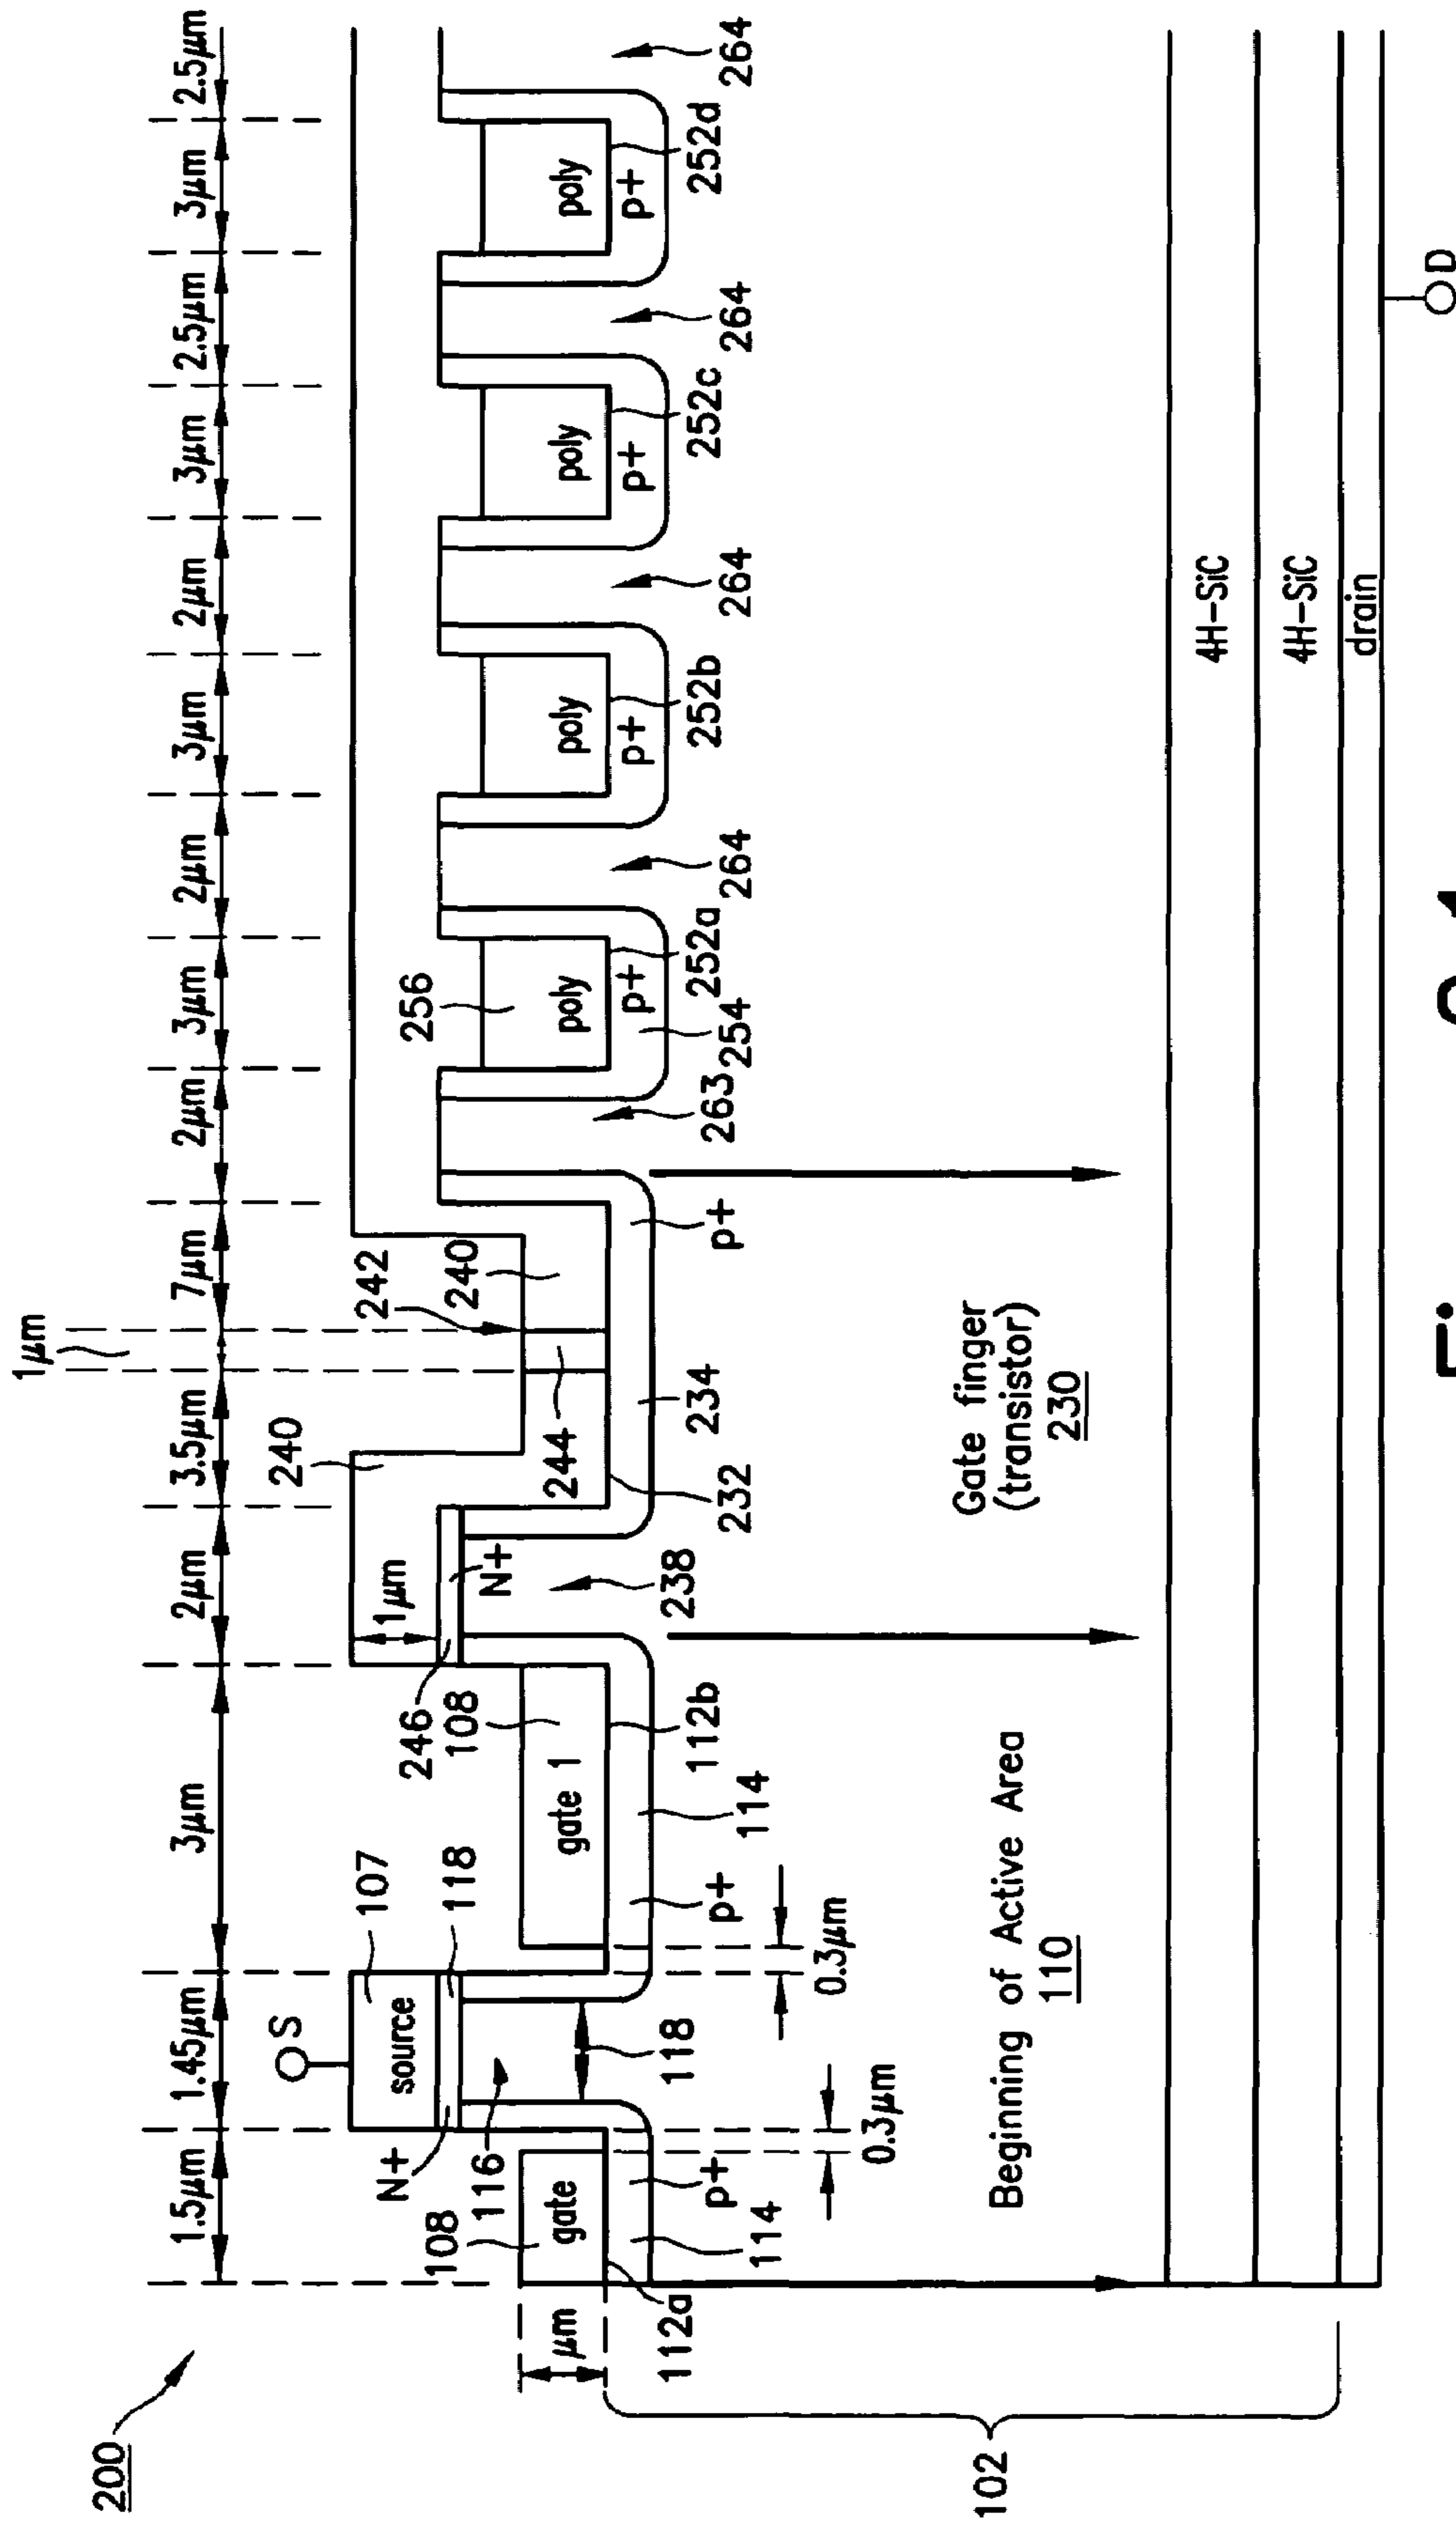 200
1μm
1.5μm
1.45μm
3μm
2μm
3.5μm
7μm
2μm
3μm
2μm
3μm
2μm
3μm
2.5μm
3μm
2.5μm
S
107
240
242
N+
source
118
246
1μm
240
256
108
116
108
N+
244
μm
gate
gate 1
poly
poly
poly
poly
p+
p+
p+
p+
112a
114
p+
118
p+
114
112b
238
232
234
p+
263
254
252a
264
252b
264
252c
264
252d
264
0.3μm
0.3μm
102
Beginning of Active Area
110
Gate finger
(transistor)
230
4H-SiC
4H-SiC
drain
D